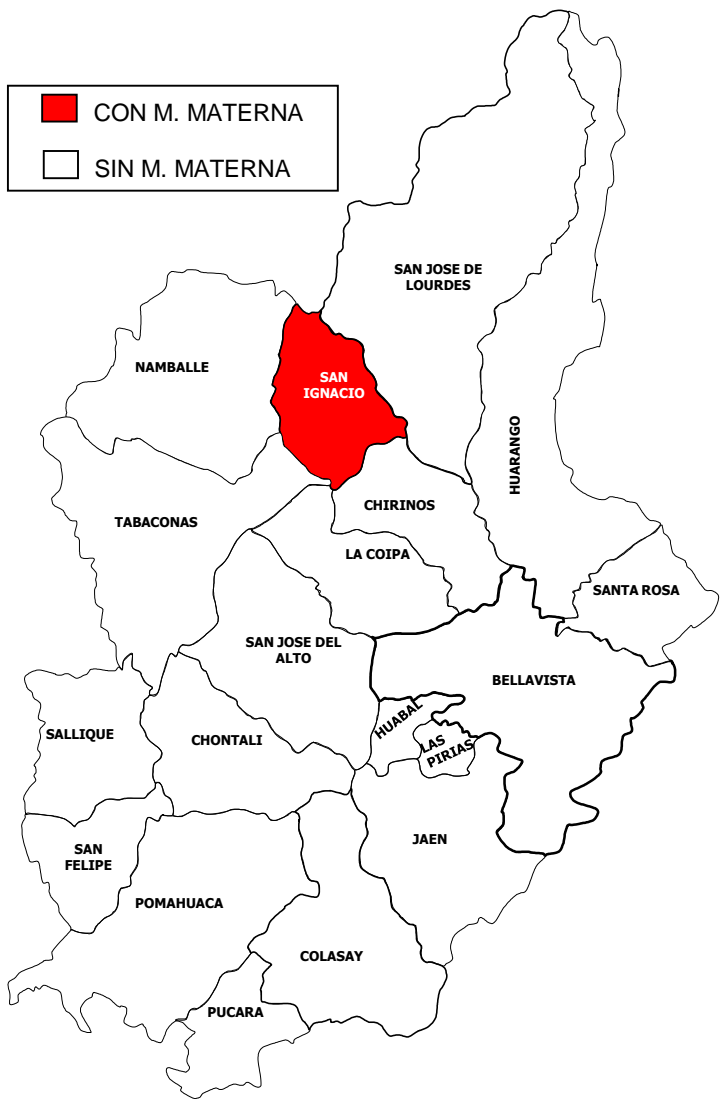 CON M. MATERNA
SIN M. MATERNA
SAN JOSE DE
LOURDES
NAMBALLE
SAN
IGNACIO
HUARANGO
CHIRINOS
TABACONAS
LA COIPA
SANTA ROSA
SAN JOSE DEL
ALTO
BELLAVISTA
HUABAL
SALLIQUE
CHONTALI
LAS
PIRIAS
JAEN
SAN
FELIPE
POMAHUACA
COLASAY
PUCARA